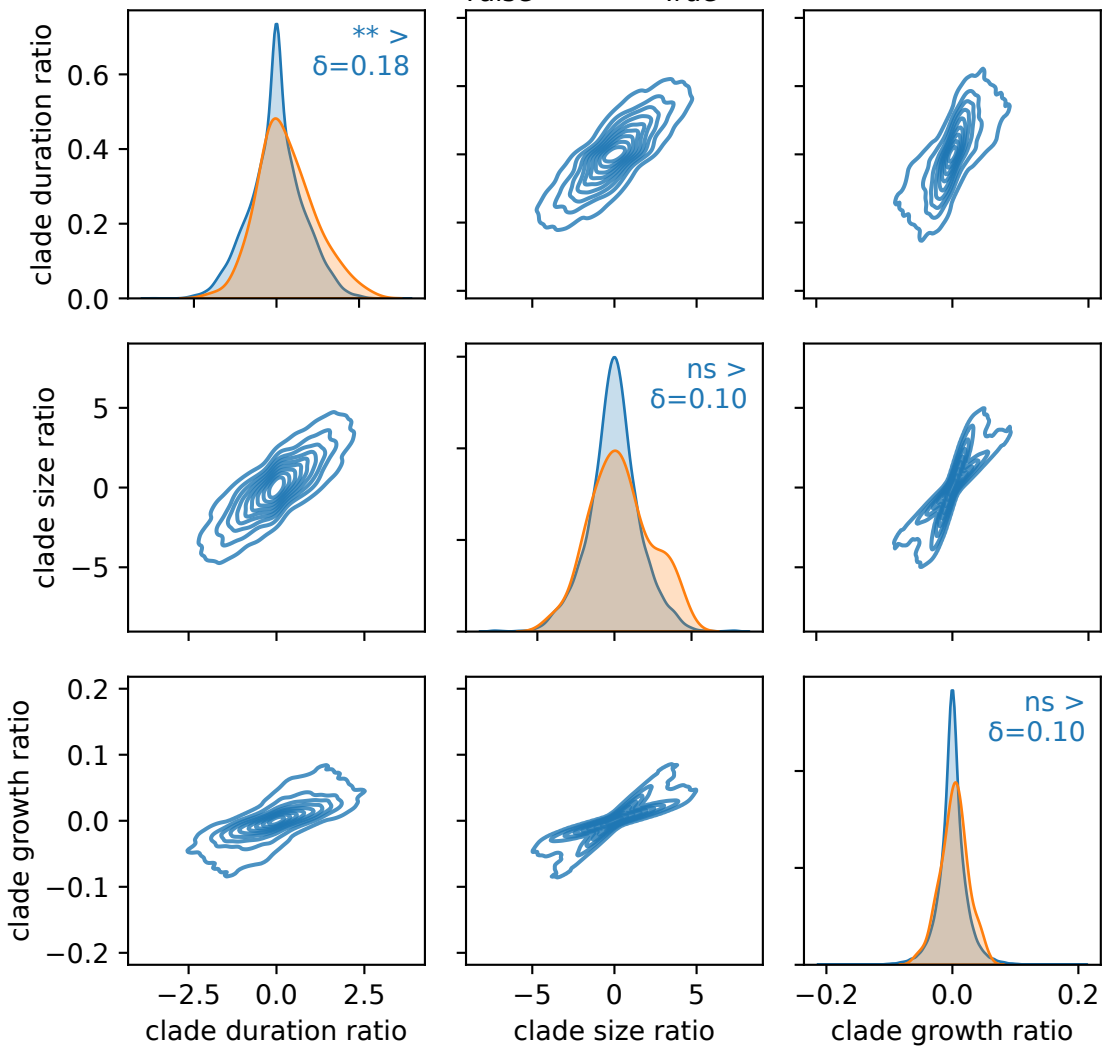 clade duration ratio
0.6
0.4
0.2
0.0
** >
δ=0.18
clade size ratio
5
0
−5
ns >
δ=0.10
clade growth ratio
0.2
0.1
0.0
−0.1
−0.2
ns >
δ=0.10
−2.5
0.0
2.5
−5
0
5
−0.2
0.0
0.2
clade duration ratio
clade size ratio
clade growth ratio